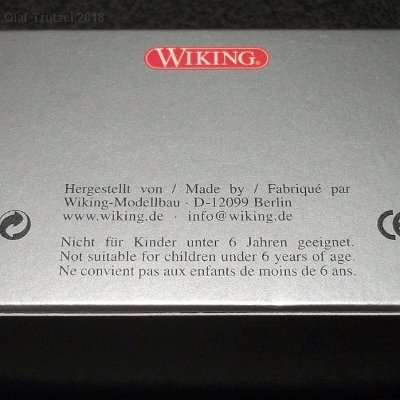 Olaf Trützel 2018
WIKING
Hergestellt von / Made by / Fabriqué par
Wiking-Modellbau · D-12099 Berlin
www.wiking.de · info@wiking.de
Nicht für Kinder unter 6 Jahren geeignet.
Not suitable for children under 6 years of age.
Ne convient pas aux enfants de moins de 6 ans.
CE